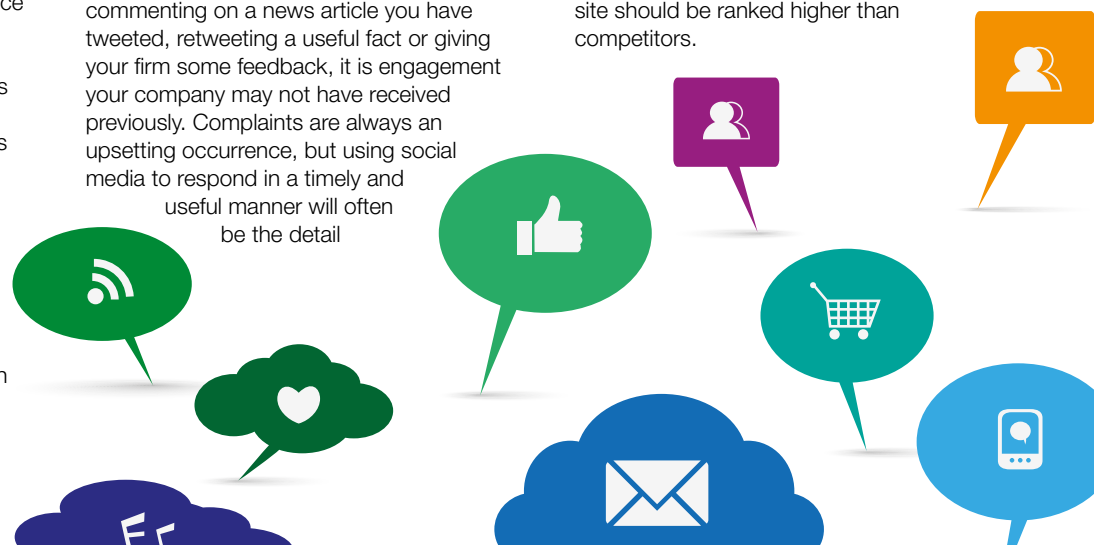 ce
s
s
n
commenting on a news article you have
tweeted, retweeting a useful fact or giving
your firm some feedback, it is engagement
your company may not have received
previously. Complaints are always an
upsetting occurrence, but using social
media to respond in a timely and
useful manner will often
be the detail
site should be ranked higher than
competitors.